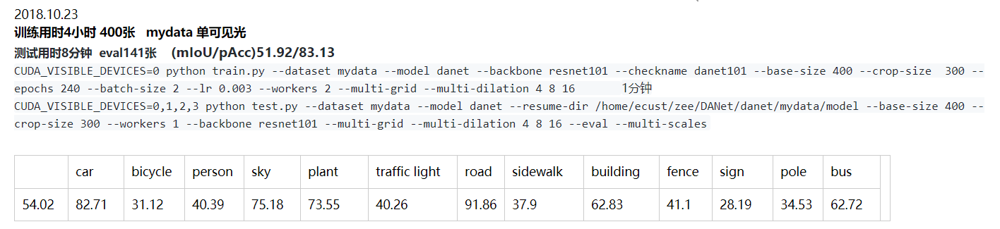 2018.10.23
训练用时4小时 400张 mydata 单可见光
测试用时8分钟 eval141张 (mIoU/pAcc)51.92/83.13
CUDA_VISIBLE_DEVICES=0 python train.py --dataset mydata --model danet --backbone resnet101 --checkname danet101 --base-size 400 --crop-size 300 --
epochs 240 --batch-size 2 --lr 0.003 --workers 2 --multi-grid --multi-dilation 4 8 16 1分钟
CUDA_VISIBLE_DEVICES=0,1,2,3 python test.py --dataset mydata --model danet --resume-dir /home/ecust/zee/DANet/danet/mydata/model --base-size 400 --
crop-size 300 --workers 1 --backbone resnet101 --multi-grid --multi-dilation 4 8 16 --eval --multi-scales
car bicycle person sky plant traffic light road sidewalk building fence sign pole bus
54.02 82.71 31.12 40.39 75.18 73.55 40.26 91.86 37.9 62.83 41.1 28.19 34.53 62.72